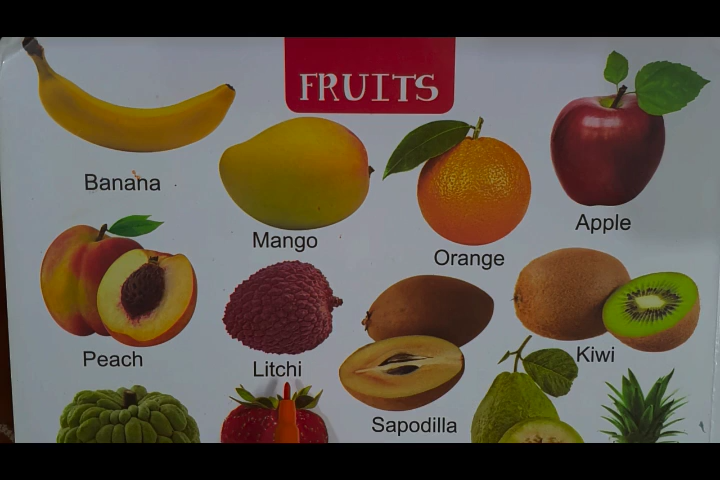 FRUITS
Banana
Mango
Orange
Apple
Peach
Litchi
Sapodilla
Kiwi